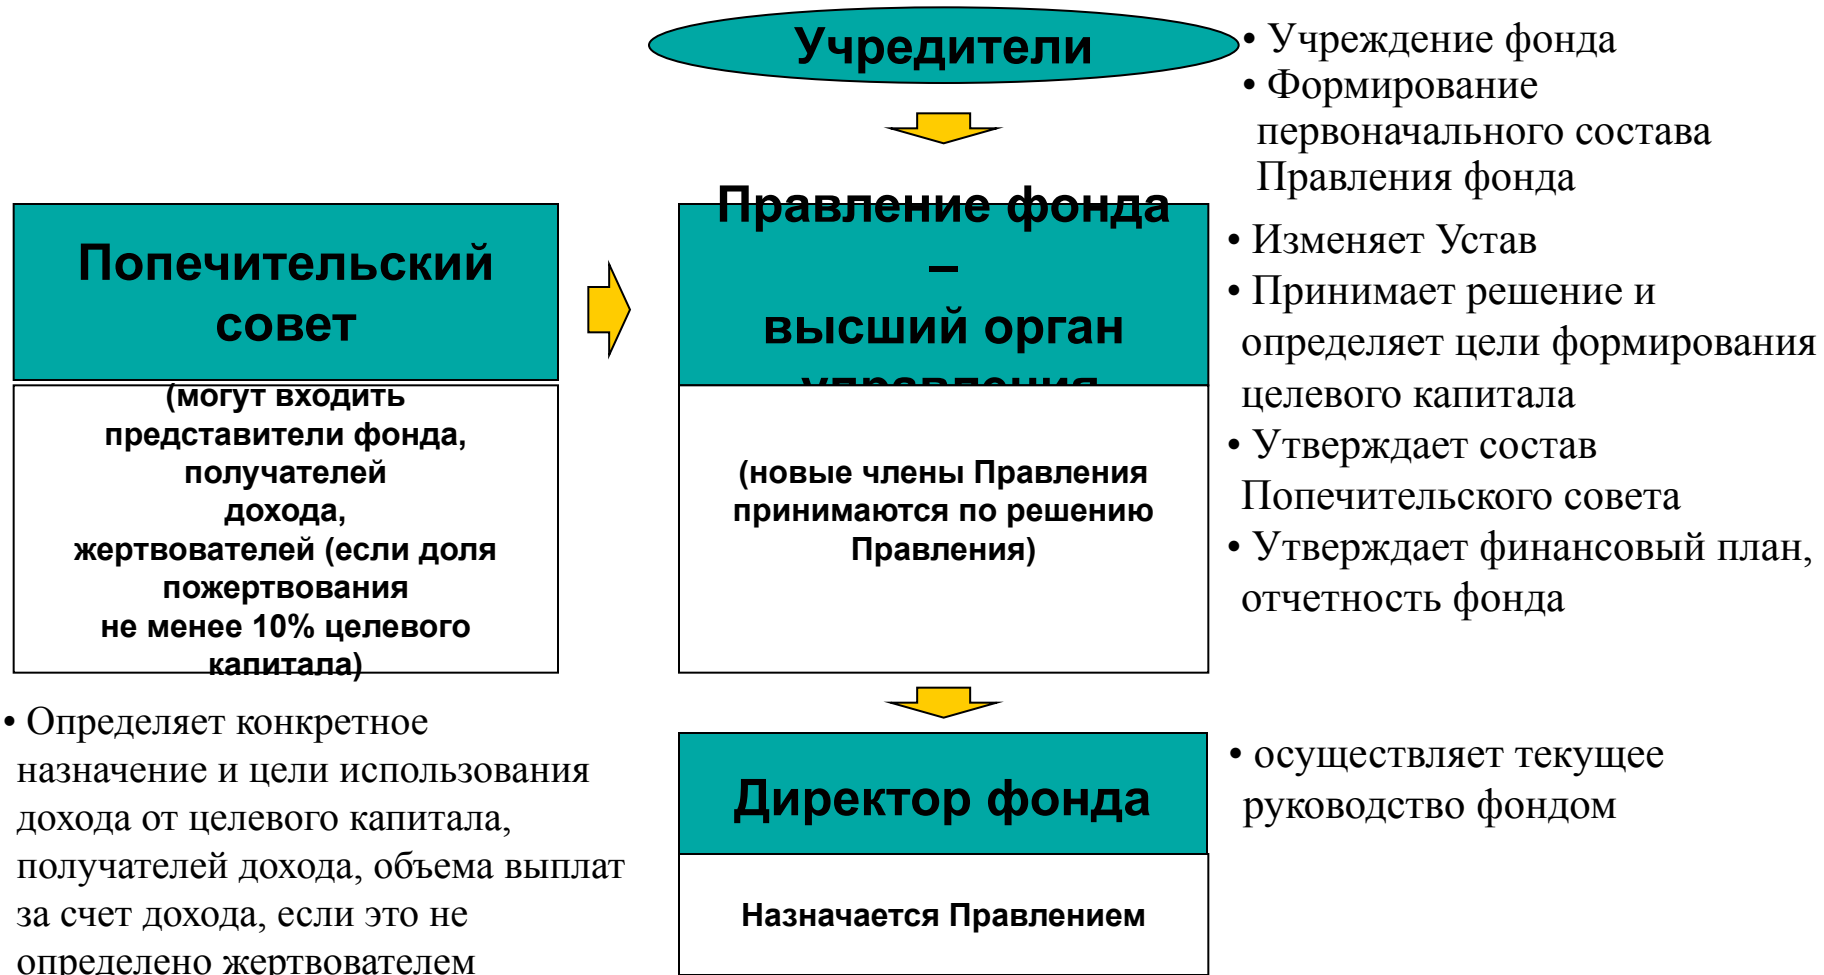 Учредители
• Учреждение фонда
• Формирование
первоначального состава
Правления фонда
Попечительский
совет
(могут входить
представители фонда,
получателей
дохода,
жертвователей (если доля
пожертвования
не менее 10% целевого
капитала)
• Определяет конкретное
назначение и цели использования
дохода от целевого капитала,
получателей дохода, объема выплат
за счет дохода, если это не
определено жертвователем
Правление фонда
–
высший орган
управления
(новые члены Правления
принимаются по решению
Правления)
• Изменяет Устав
• Принимает решение и
определяет цели формирования
целевого капитала
• Утверждает состав
Попечительского совета
• Утверждает финансовый план,
отчетность фонда
Директор фонда
Назначается Правлением
• осуществляет текущее
руководство фондом